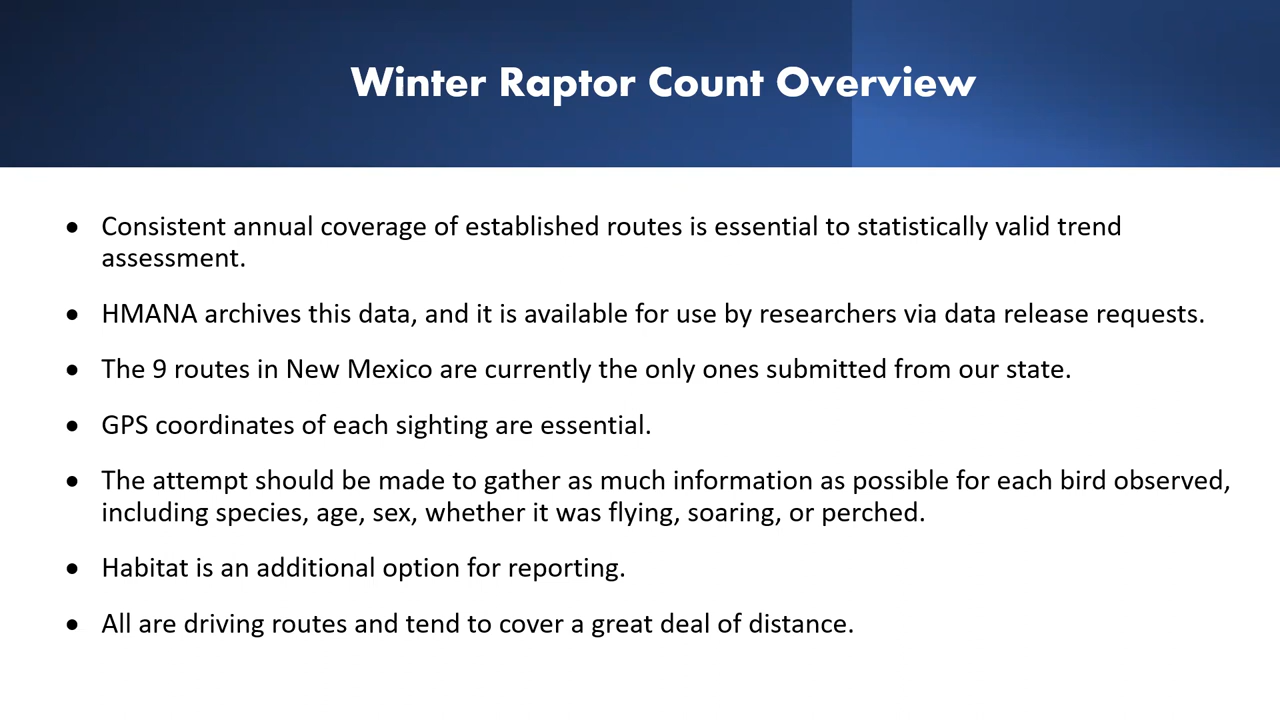 Winter Raptor Count Overview
• Consistent annual coverage of established routes is essential to statistically valid trend
assessment.
• HMANA archives this data, and it is available for use by researchers via data release requests.
• The 9 routes in New Mexico are currently the only ones submitted from our state.
• GPS coordinates of each sighting are essential.
• The attempt should be made to gather as much information as possible for each bird observed,
including species, age, sex, whether it was flying, soaring, or perched.
• Habitat is an additional option for reporting.
• All are driving routes and tend to cover a great deal of distance.